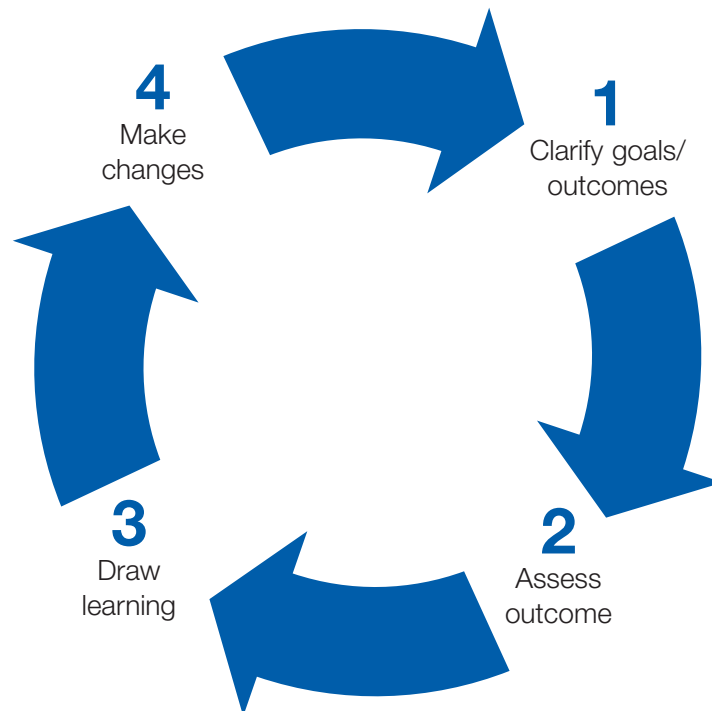 1
Clarify goals/
outcomes
2
Assess
outcome
3
Draw
learning
4
Make
changes